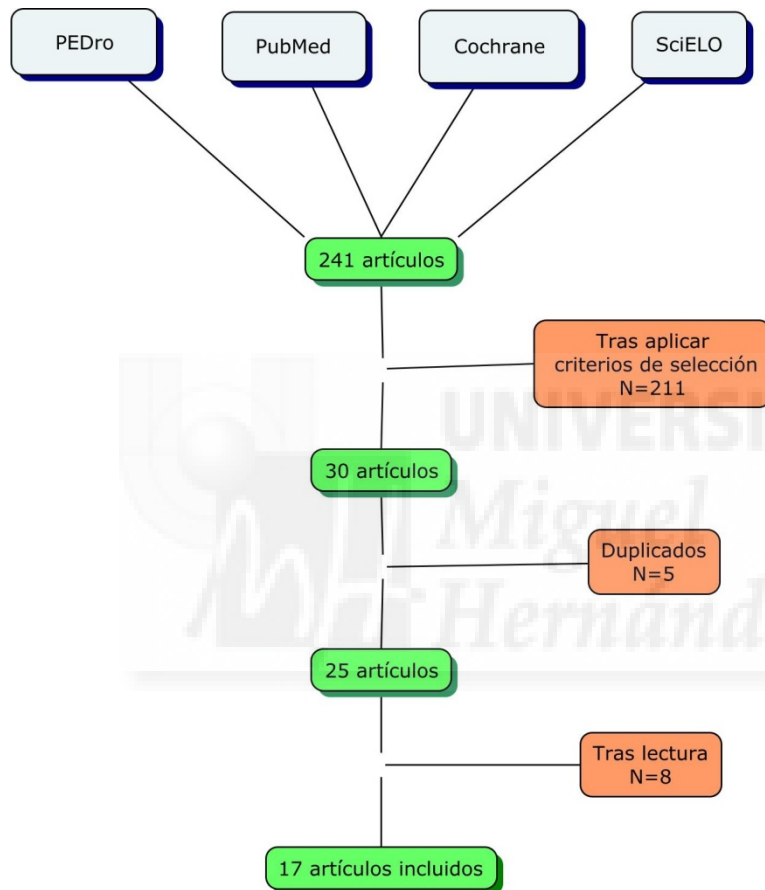 PEDro
PubMed
Cochrane
SciELO
241 artículos
Tras aplicar
criterios de selección
N=211
30 artículos
Duplicados
N=5
25 artículos
Tras lectura
N=8
17 artículos incluidos
UNIVERSI
Miguel
Hernánd